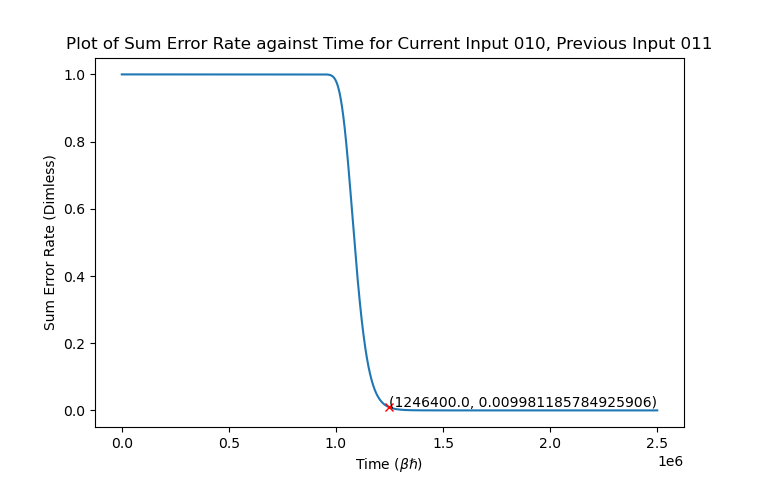 Plot of Sum Error Rate against Time for Current Input 010, Previous Input 011
1.0
0.8
0.6
0.4
0.2
0.0
Sum Error Rate (Dimless)
(1246400.0, 0.009981185784925906)
0.0 0.5 1.0 1.5 2.0 2.5
1e6
Time (βℏ)